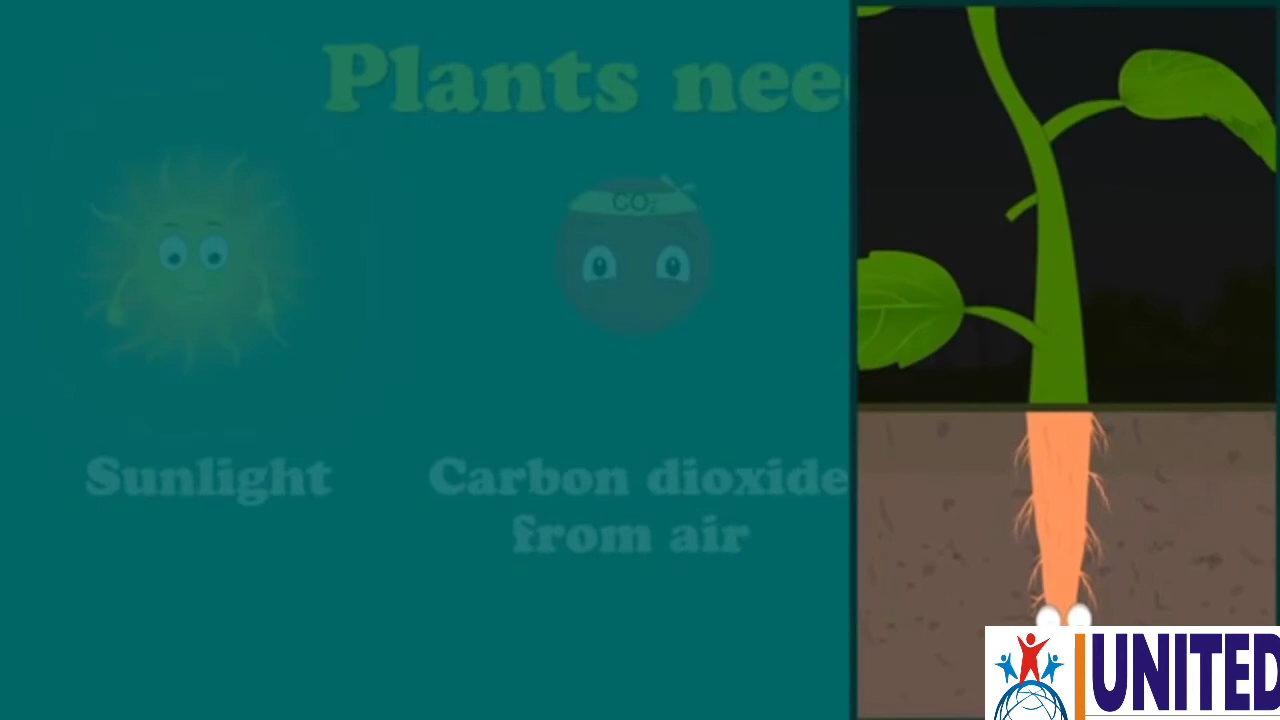 Plants nee
CO₂
Sunlight
Carbon dioxide
from air
UNITED